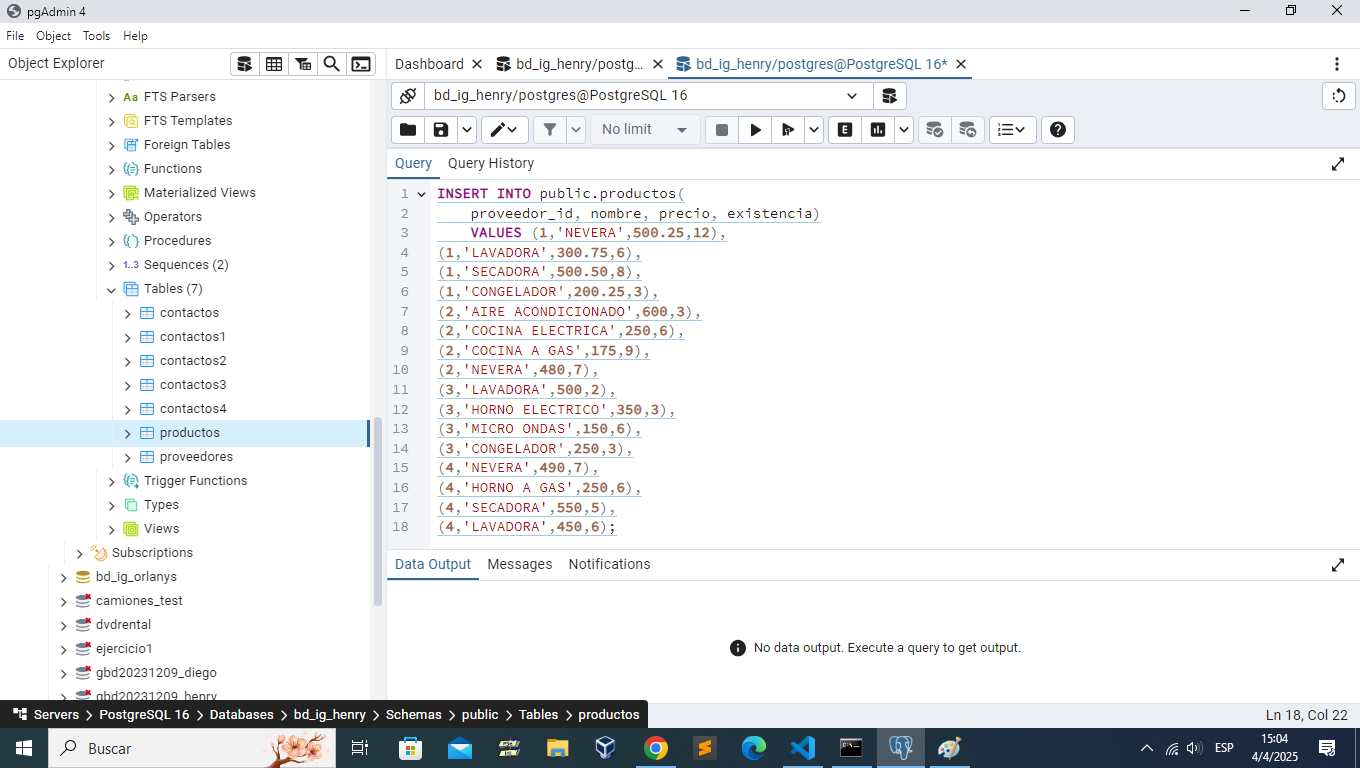 pgAdmin 4
File Object Tools Help
Object Explorer
Dashboard
bd_ig_henry/postg...
bd_ig_henry/postgres@PostgreSQL 16*
Aa FTS Parsers
FTS Templates
Foreign Tables
Functions
Materialized Views
Operators
Procedures
1..3 Sequences (2)
Tables (7)
contactos
contactos1
contactos2
contactos3
contactos4
productos
proveedores
Trigger Functions
Types
Views
Subscriptions
bd_ig_orlanys
camiones_test
dvdrental
ejercicio1
gbd20231209_diego
gbd20231209_henry
bd_ig_henry/postgres@PostgreSQL 16
No limit
E
Query Query History
1 INSERT INTO public.productos(
2 proveedor_id, nombre, precio, existencia)
3 VALUES (1,'NEVERA',500.25,12),
4 (1,'LAVADORA',300.75,6),
5 (1,'SECADORA',500.50,8),
6 (1,'CONGELADOR',200.25,3),
7 (2,'AIRE ACONDICIONADO',600,3),
8 (2,'COCINA ELECTRICA',250,6),
9 (2,'COCINA A GAS',175,9),
10 (2,'NEVERA',480,7),
11 (3,'LAVADORA',500,2),
12 (3,'HORNO ELECTRICO',350,3),
13 (3,'MICRO ONDAS',150,6),
14 (3,'CONGELADOR',250,3),
15 (4,'NEVERA',490,7),
16 (4,'HORNO A GAS',250,6),
17 (4,'SECADORA',550,5),
18 (4,'LAVADORA',450,6);
Data Output Messages Notifications
No data output. Execute a query to get output.
Servers > PostgreSQL 16 > Databases > bd_ig_henry > Schemas > public > Tables > productos
Ln 18, Col 22
Buscar
ESP
15:04
4/4/2025